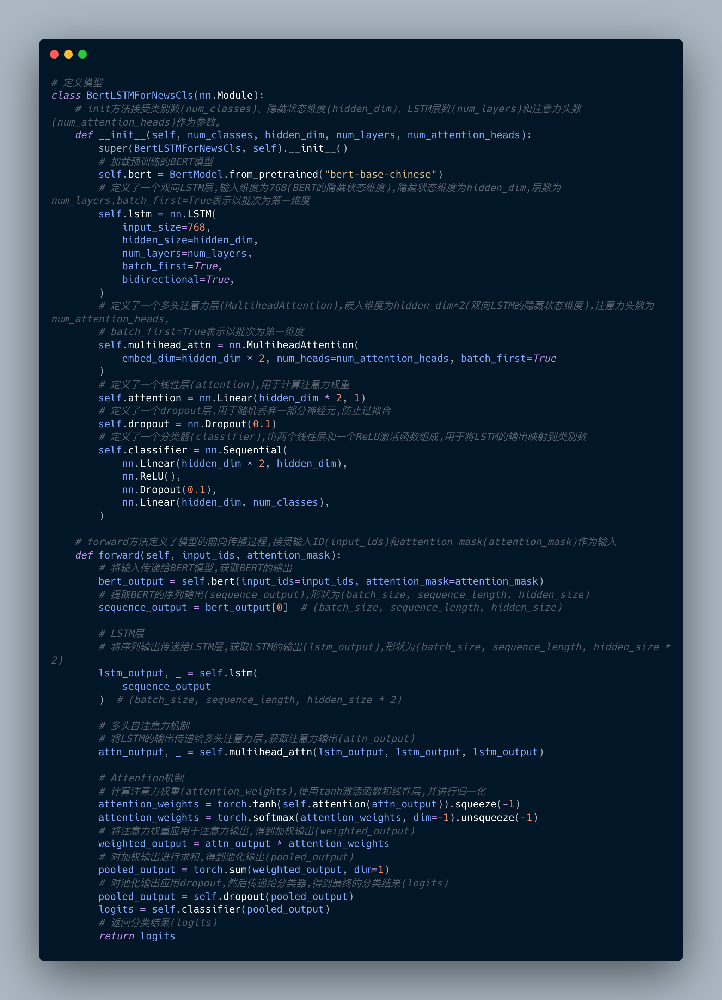 # 定义模型
class BertLSTMForNewsCls(nn.Module):
    # init方法接受类别数(num_classes)、隐藏状态维度(hidden_dim)、LSTM层数(num_layers)和注意力头数
(num_attention_heads)作为参数。
    def __init__(self, num_classes, hidden_dim, num_layers, num_attention_heads):
        super(BertLSTMForNewsCls, self).__init__()
        # 加载预训练的BERT模型
        self.bert = BertModel.from_pretrained("bert-base-chinese")
        # 定义了一个双向LSTM层,输入维度为768(BERT的隐藏状态维度),隐藏状态维度为hidden_dim,层数为
num_layers,batch_first=True表示以批次为第一维度
        self.lstm = nn.LSTM(
            input_size=768,
            hidden_size=hidden_dim,
            num_layers=num_layers,
            batch_first=True,
            bidirectional=True,
        )
        # 定义了一个多头注意力层(MultiheadAttention),嵌入维度为hidden_dim*2(双向LSTM的隐藏状态维度),注意力头数为
num_attention_heads,
        # batch_first=True表示以批次为第一维度
        self.multihead_attn = nn.MultiheadAttention(
            embed_dim=hidden_dim * 2, num_heads=num_attention_heads, batch_first=True
        )
        # 定义了一个线性层(attention),用于计算注意力权重
        self.attention = nn.Linear(hidden_dim * 2, 1)
        # 定义了一个dropout层,用于随机丢弃一部分神经元,防止过拟合
        self.dropout = nn.Dropout(0.1)
        # 定义了一个分类器(classifier),由两个线性层和一个ReLU激活函数组成,用于将LSTM的输出映射到类别数
        self.classifier = nn.Sequential(
            nn.Linear(hidden_dim * 2, hidden_dim),
            nn.ReLU(),
            nn.Dropout(0.1),
            nn.Linear(hidden_dim, num_classes),
        )

    # forward方法定义了模型的前向传播过程,接受输入ID(input_ids)和attention mask(attention_mask)作为输入
    def forward(self, input_ids, attention_mask):
        # 将输入传递给BERT模型,获取BERT的输出
        bert_output = self.bert(input_ids=input_ids, attention_mask=attention_mask)
        # 提取BERT的序列输出(sequence_output),形状为(batch_size, sequence_length, hidden_size)
        sequence_output = bert_output[0]  # (batch_size, sequence_length, hidden_size)

        # LSTM层
        # 将序列输出传递给LSTM层,获取LSTM的输出(lstm_output),形状为(batch_size, sequence_length, hidden_size *
2)
        lstm_output, _ = self.lstm(
            sequence_output
        )  # (batch_size, sequence_length, hidden_size * 2)

        # 多头自注意力机制
        # 将LSTM的输出传递给多头注意力层,获取注意力输出(attn_output)
        attn_output, _ = self.multihead_attn(lstm_output, lstm_output, lstm_output)

        # Attention机制
        # 计算注意力权重(attention_weights),使用tanh激活函数和线性层,并进行归一化
        attention_weights = torch.tanh(self.attention(attn_output)).squeeze(-1)
        attention_weights = torch.softmax(attention_weights, dim=-1).unsqueeze(-1)
        # 将注意力权重应用于注意力输出,得到加权输出(weighted_output)
        weighted_output = attn_output * attention_weights
        # 对加权输出进行求和,得到池化输出(pooled_output)
        pooled_output = torch.sum(weighted_output, dim=1)
        # 对池化输出应用dropout,然后传递给分类器,得到最终的分类结果(logits)
        pooled_output = self.dropout(pooled_output)
        logits = self.classifier(pooled_output)
        # 返回分类结果(logits)
        return logits